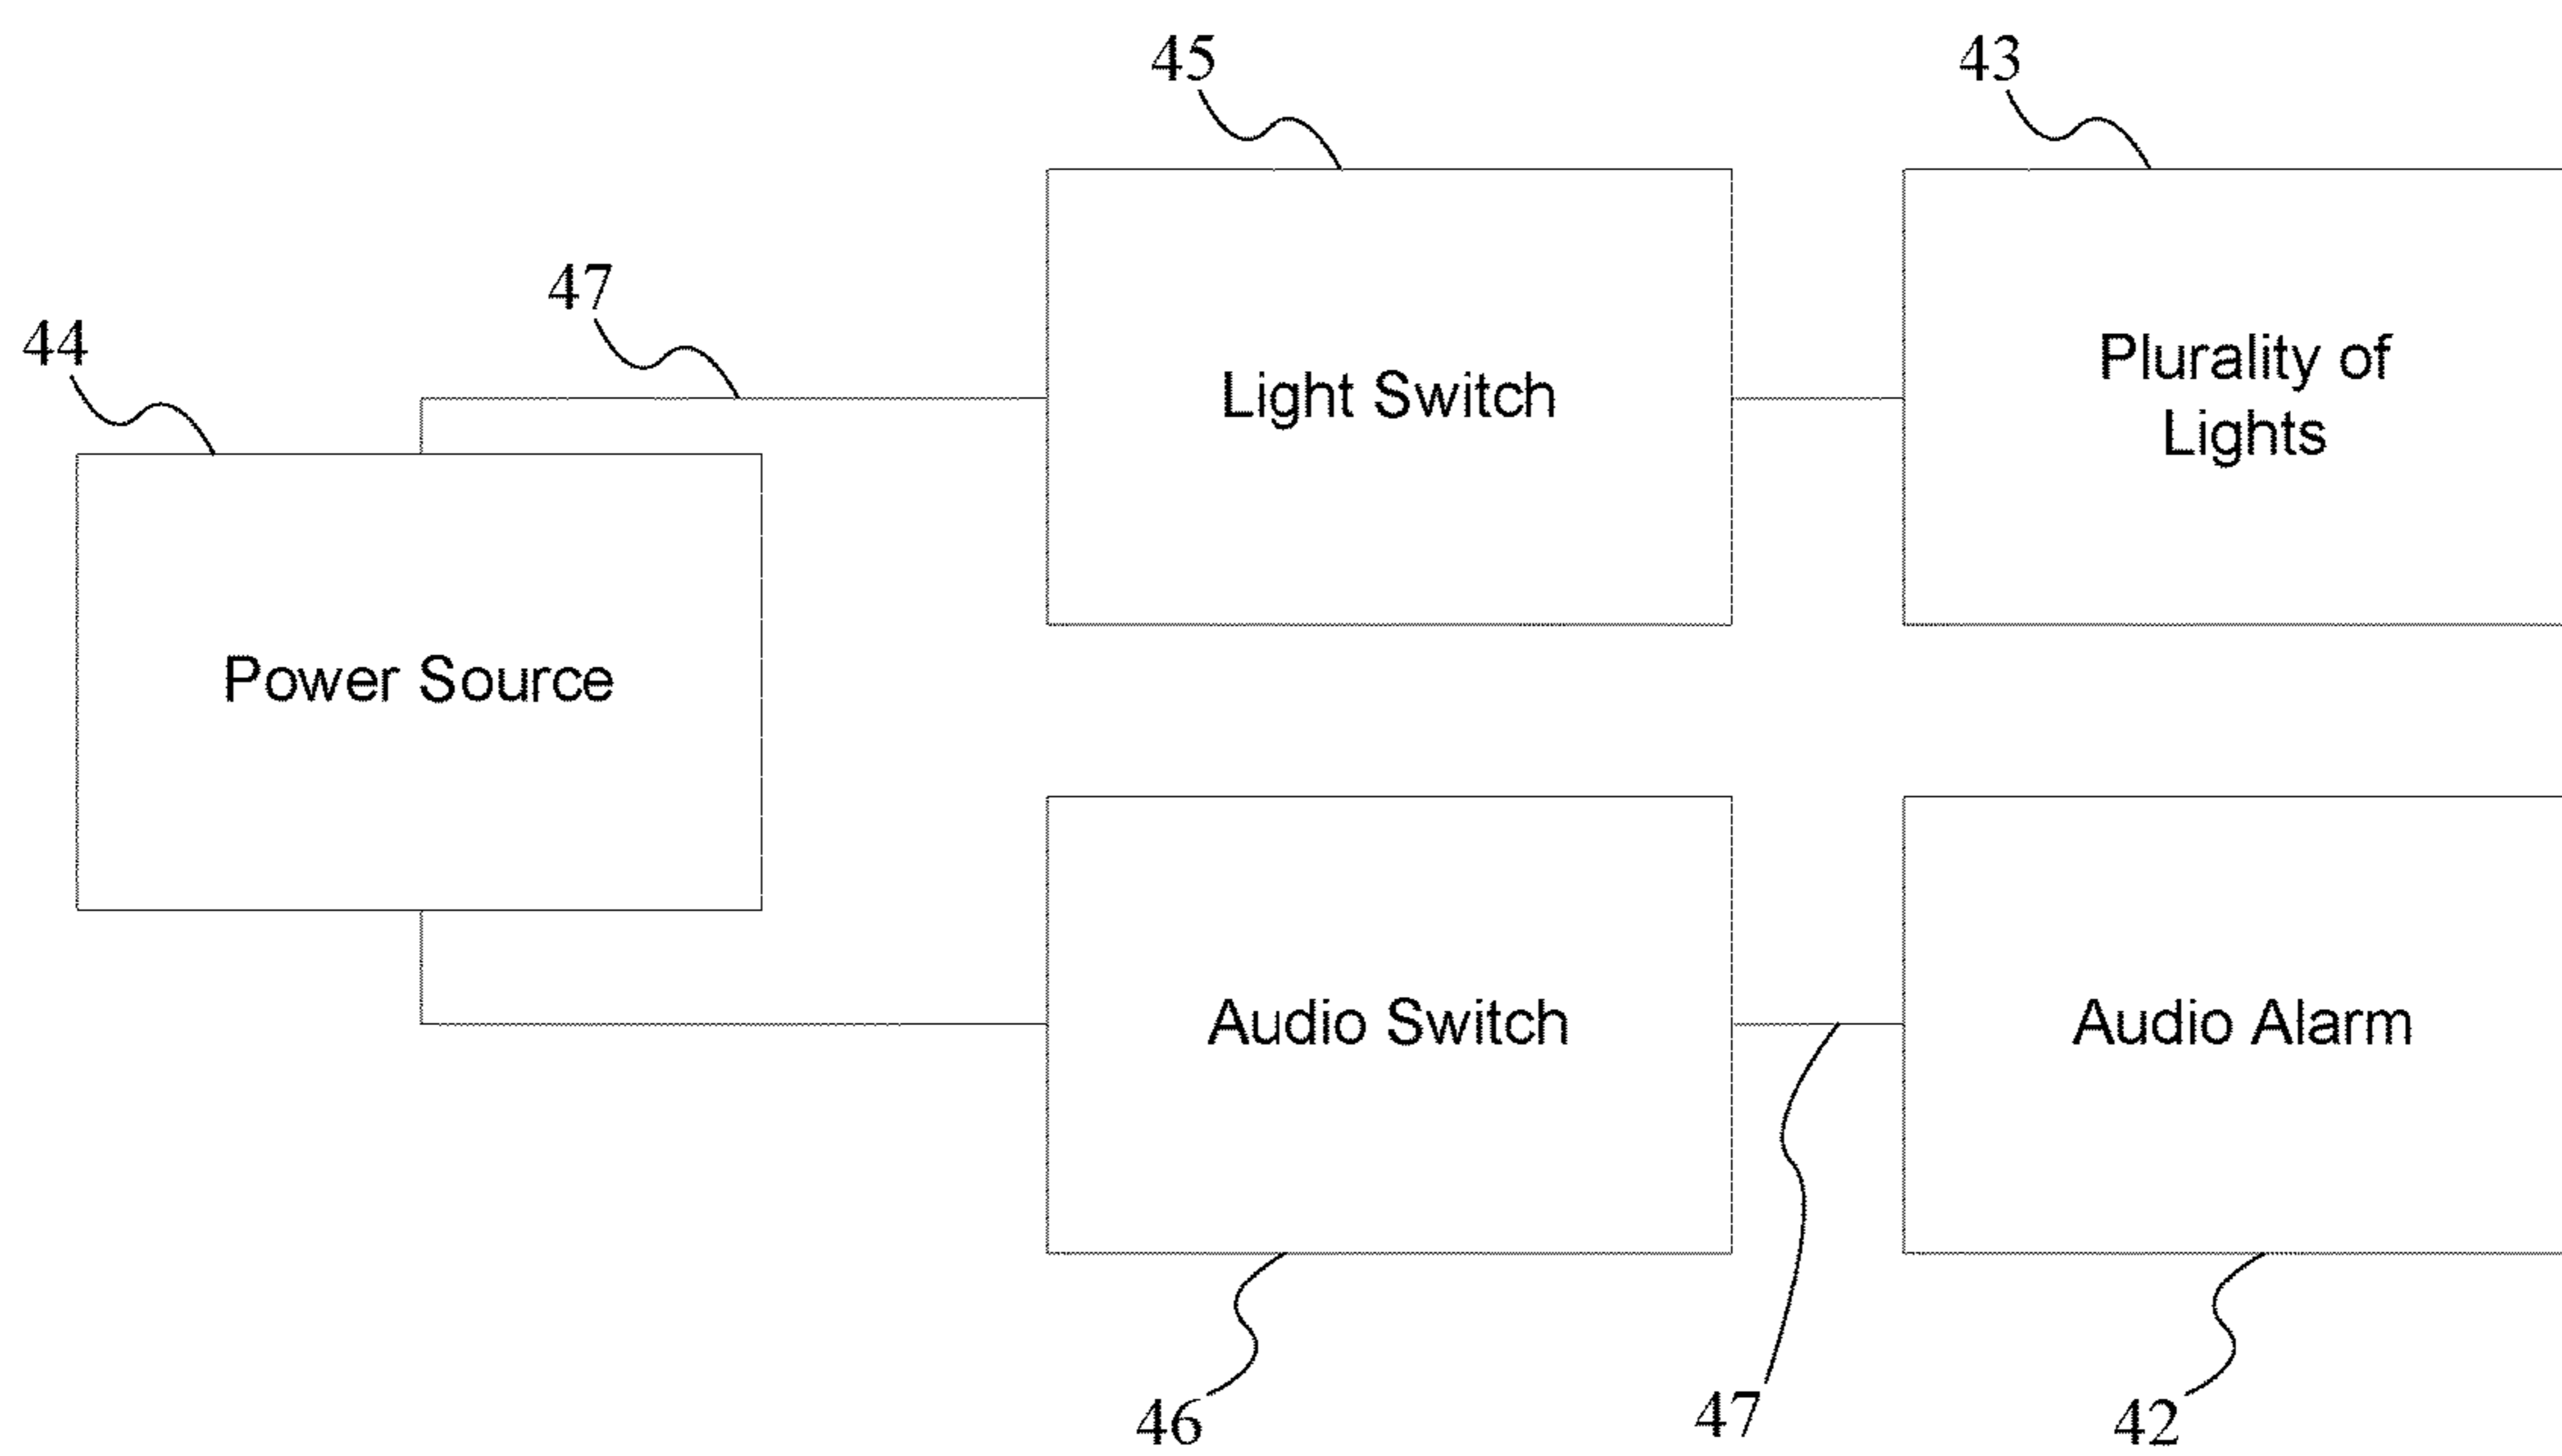 45
43
47
44
Light Switch
Plurality of
Lights
Power Source
Audio Switch
Audio Alarm
46
47
42